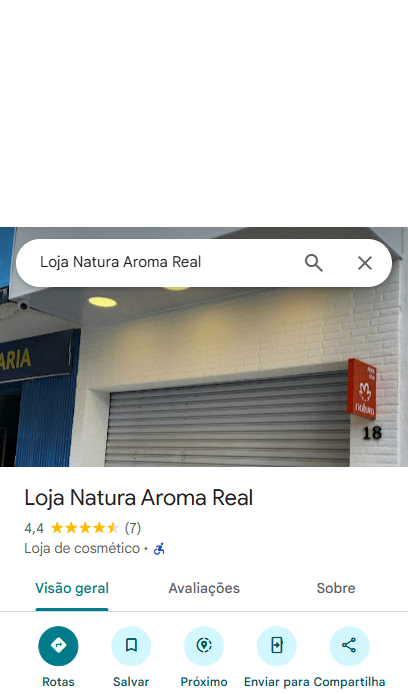 Loja Natura Aroma Real
ARIA
natura
18
Loja Natura Aroma Real
4,4 (7)
Loja de cosmético ·
Visão geral Avaliações Sobre
Rotas Salvar Próximo Enviar para Compartilha